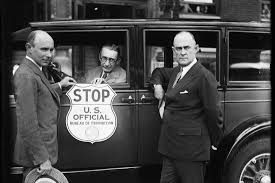 STOP
U.S.
OFFICIAL
BUREAU OF PROHIBITION